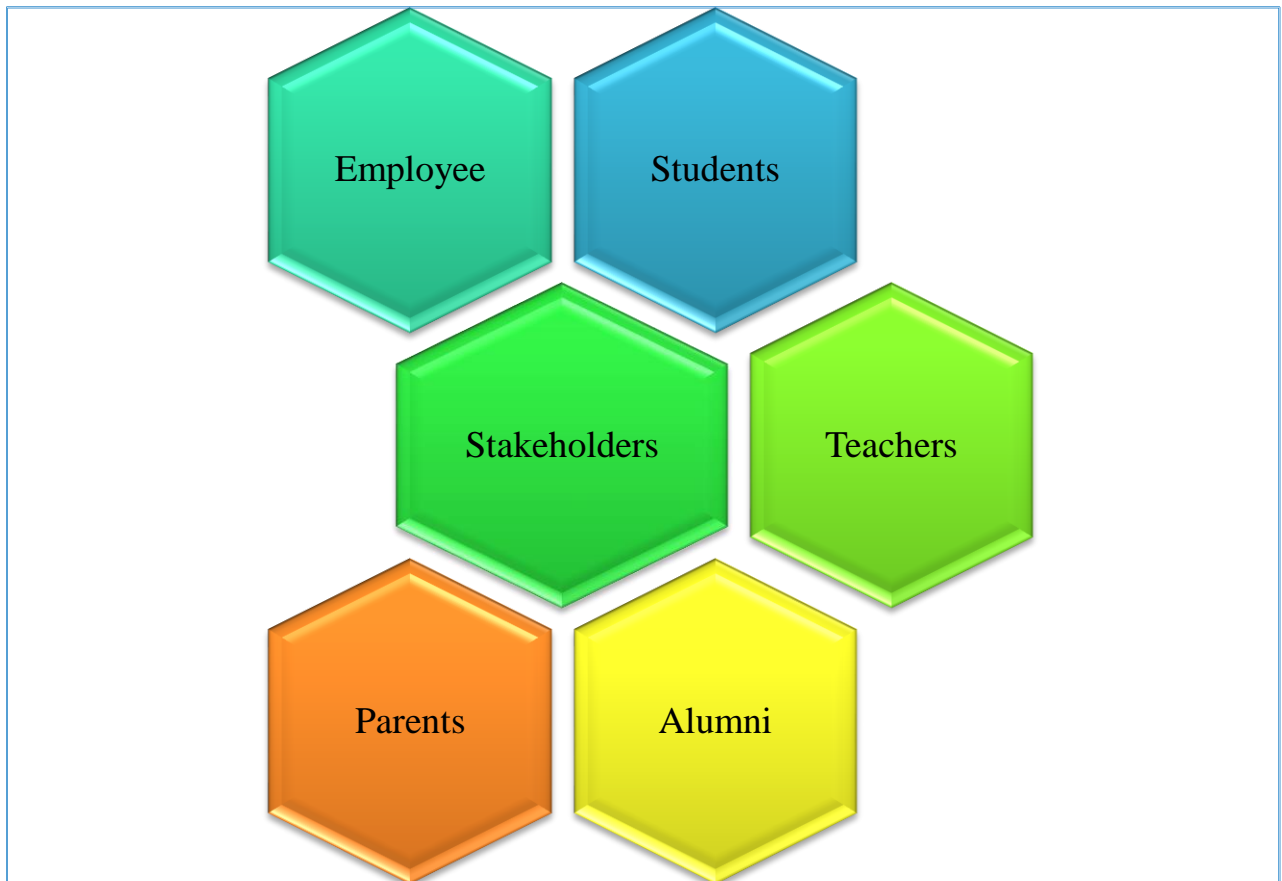 Employee
Students
Stakeholders
Teachers
Parents
Alumni